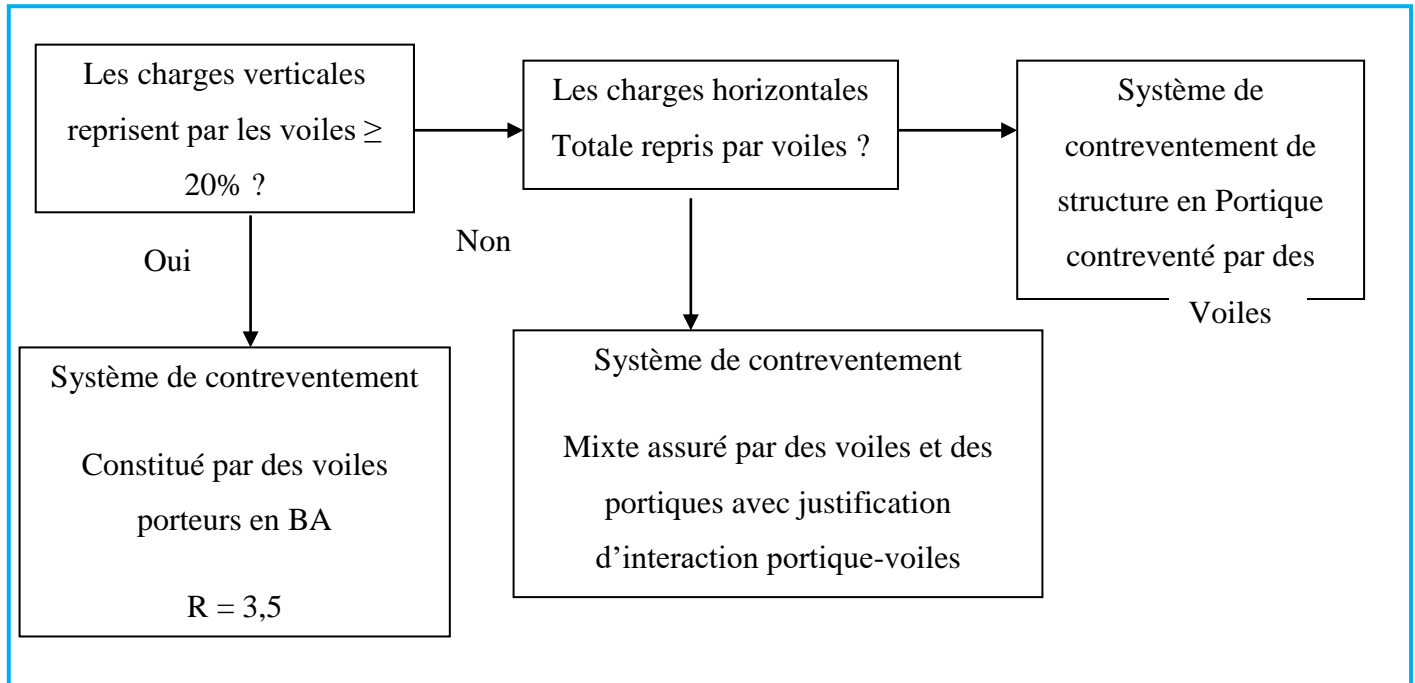 Les charges verticales
reprisent par les voiles ≥
20% ?
Les charges horizontales
Totale repris par voiles ?
Système de
contreventement de
structure en Portique
contreventé par des
Voiles
Oui
Non
Système de contreventement
Constitué par des voiles
porteurs en BA
R = 3,5
Système de contreventement
Mixte assuré par des voiles et des
portiques avec justification
d’interaction portique-voiles